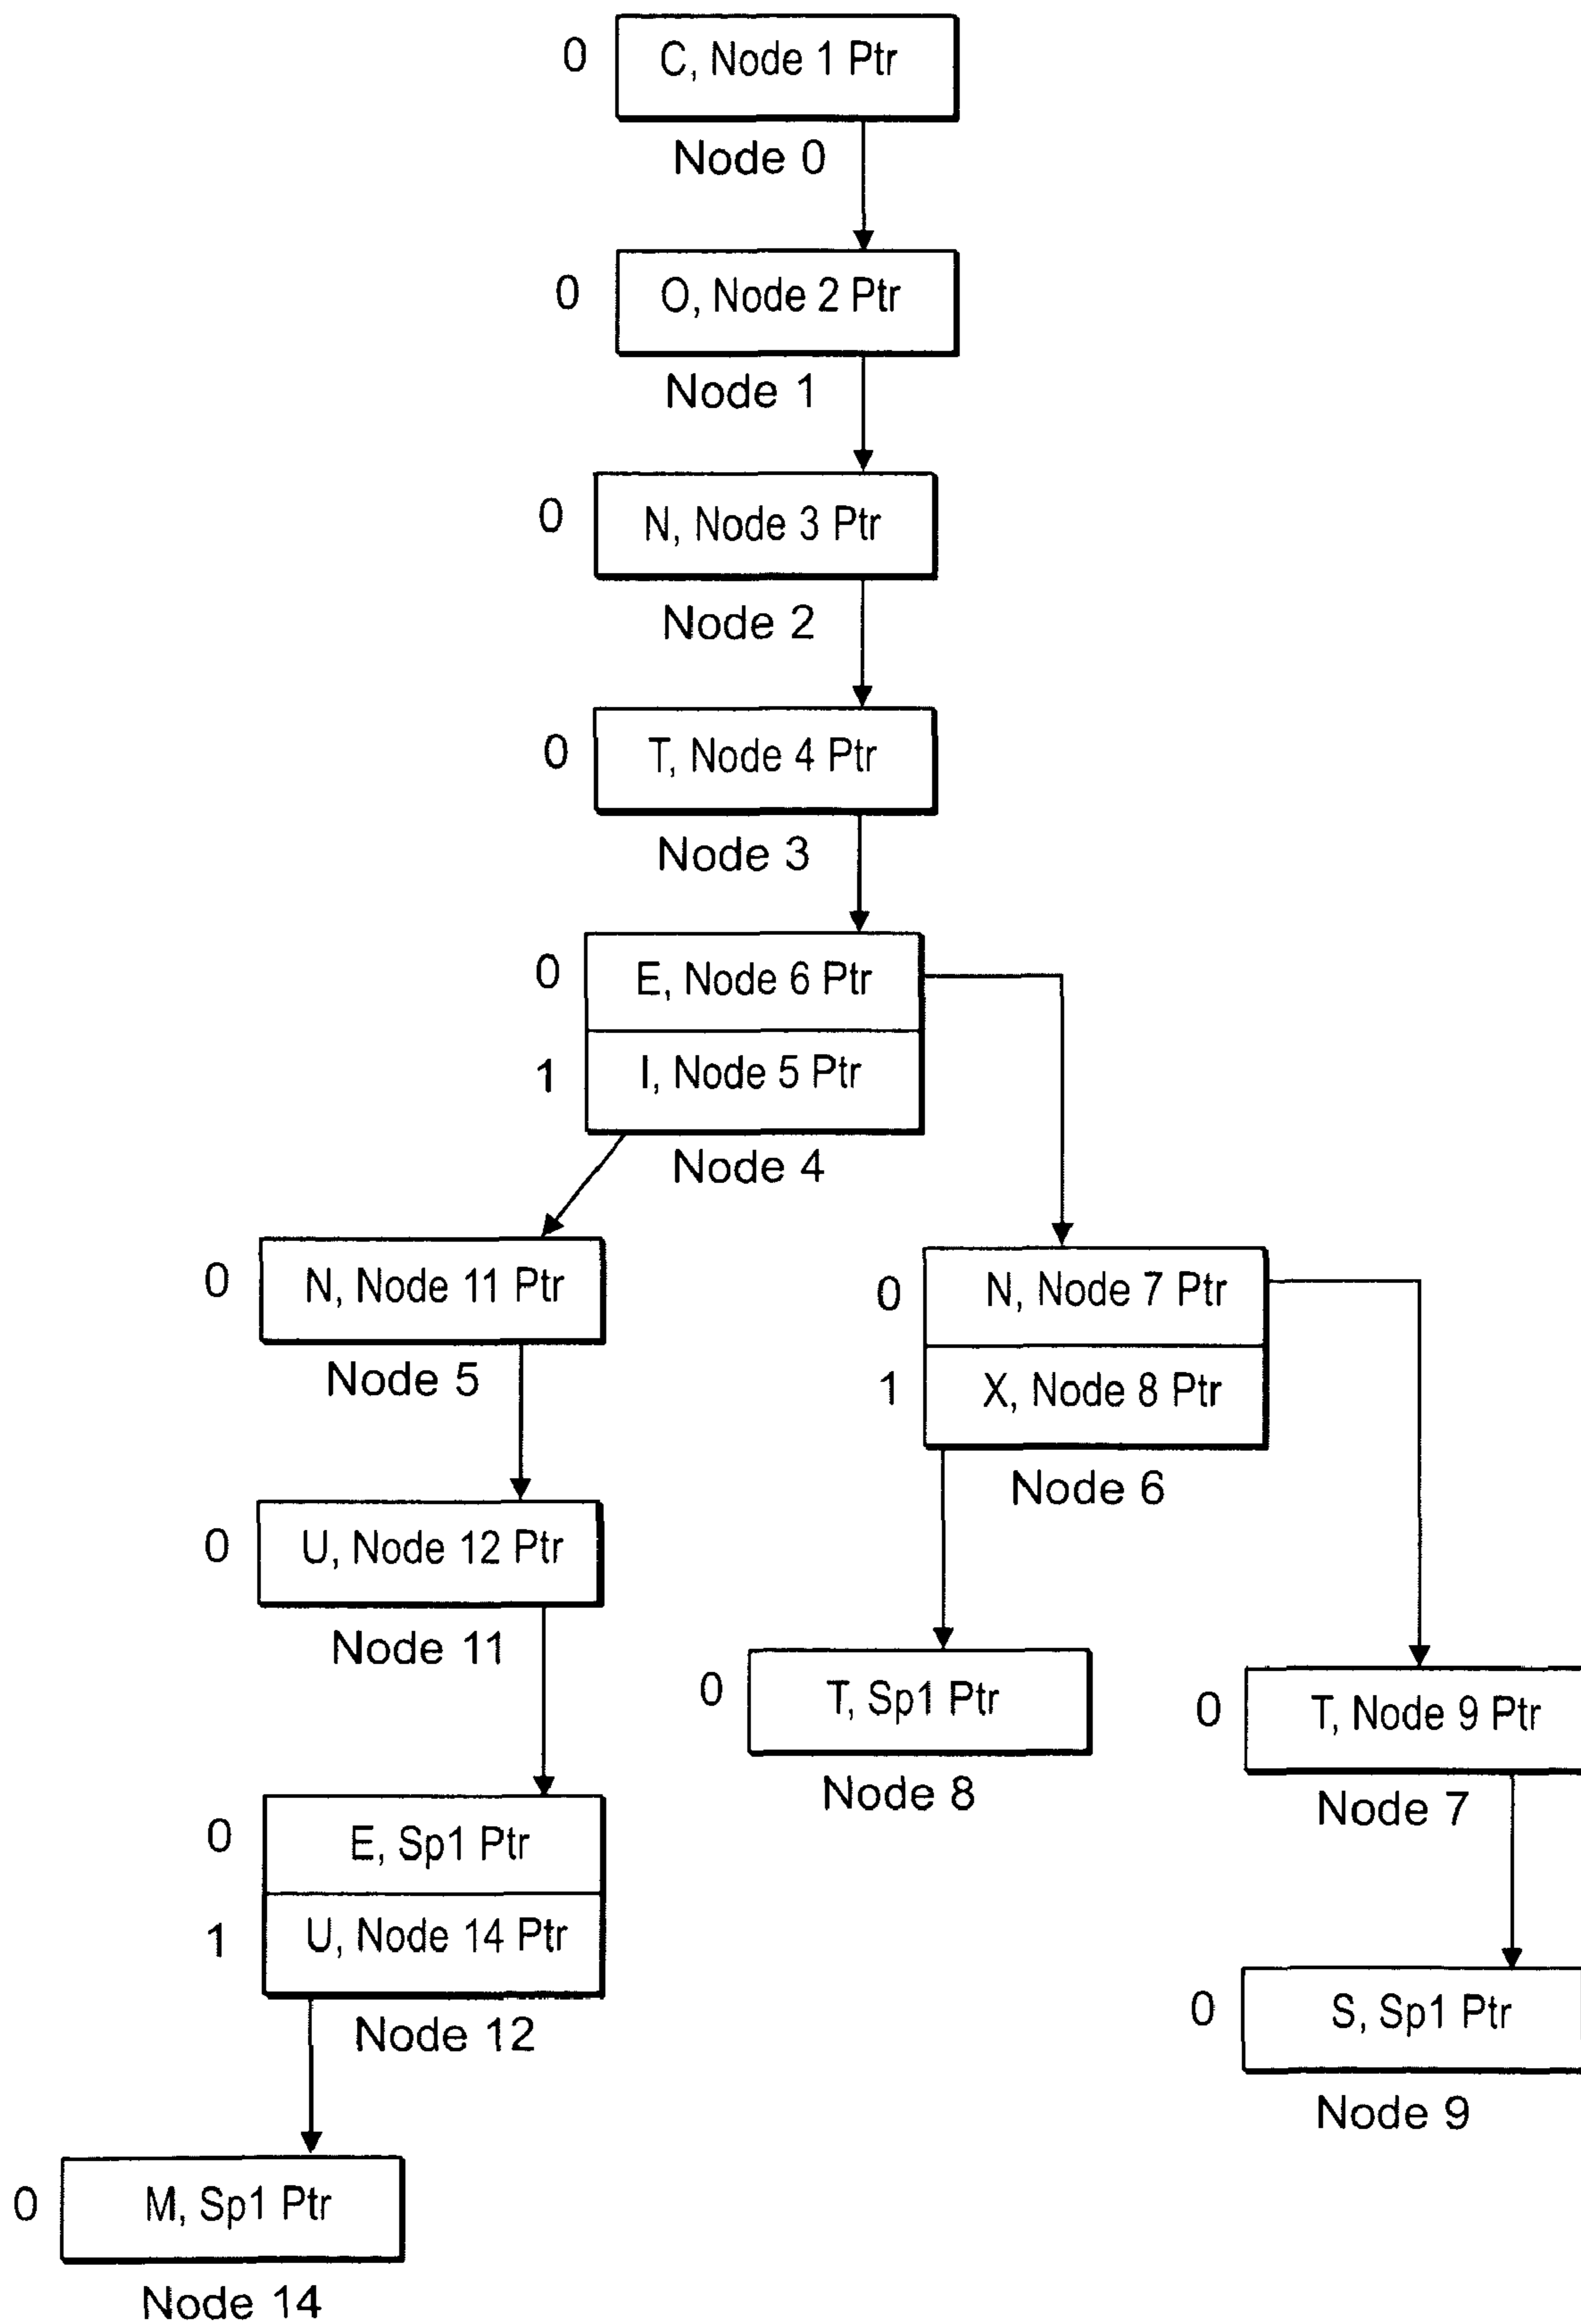 0 C, Node 1 Ptr
Node 0
0 O, Node 2 Ptr
Node 1
0 N, Node 3 Ptr
Node 2
0 T, Node 4 Ptr
Node 3
0 E, Node 6 Ptr
1 I, Node 5 Ptr
Node 4
0 N, Node 11 Ptr
Node 5
0 N, Node 7 Ptr
1 X, Node 8 Ptr
Node 6
0 U, Node 12 Ptr
Node 11
0 T, Sp1 Ptr
Node 8
0 T, Node 9 Ptr
Node 7
0 E, Sp1 Ptr
1 U, Node 14 Ptr
Node 12
0 S, Sp1 Ptr
Node 9
0 M, Sp1 Ptr
Node 14